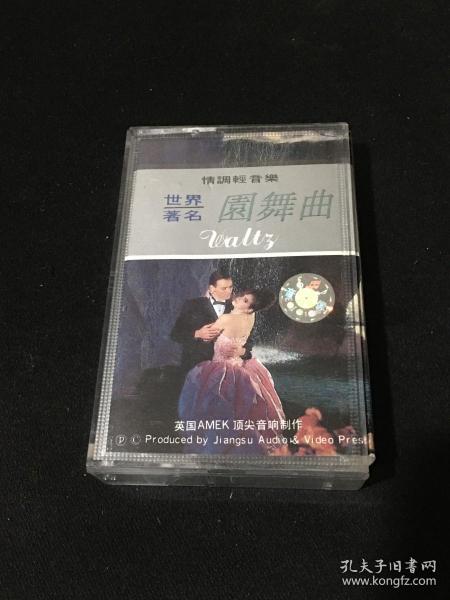 情調輕音樂
世界
著名
園舞曲
Waltz
英国AMEK 顶尖音响制作
Ⓟ Ⓒ Produced by Jiangsu Audio & Video Press
孔夫子旧书网
www.kongfz.com